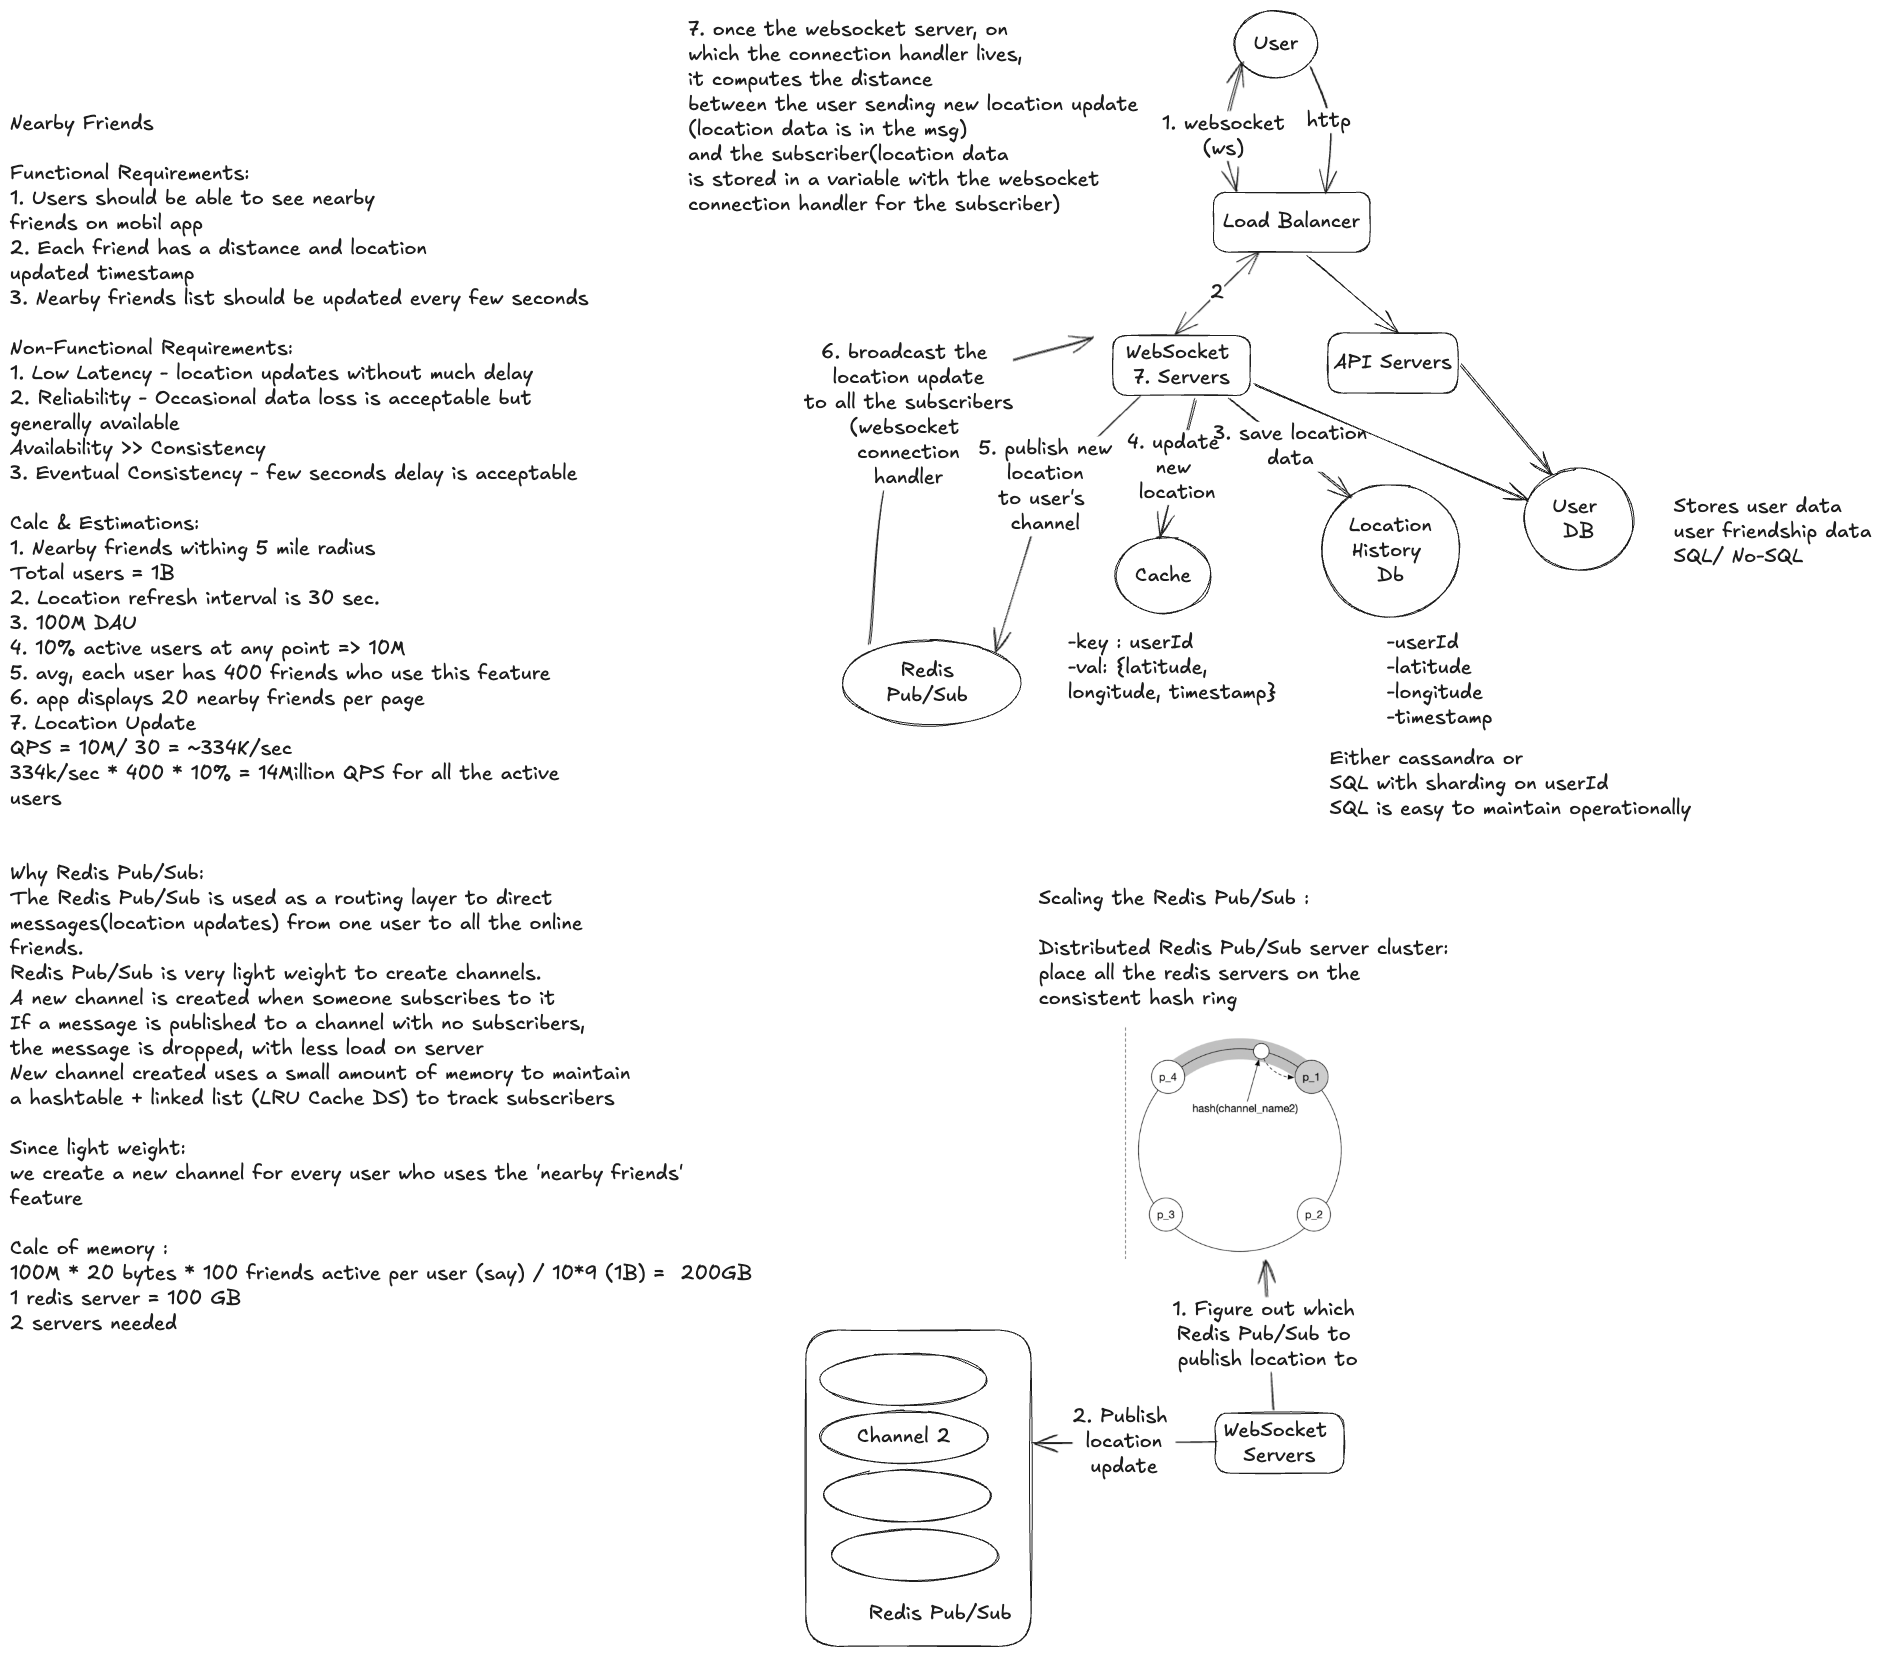 Nearby Friends
Functional Requirements:
1. Users should be able to see nearby
friends on mobil app
2. Each friend has a distance and location
updated timestamp
3. Nearby friends list should be updated every few seconds
Non-Functional Requirements:
1. Low Latency - location updates without much delay
2. Reliability - Occasional data loss is acceptable but
generally available
Availability >> Consistency
3. Eventual Consistency - few seconds delay is acceptable
Calc & Estimations:
1. Nearby friends withing 5 mile radius
Total users = 1B
2. Location refresh interval is 30 sec.
3. 100M DAU
4. 10% active users at any point => 10M
5. avg, each user has 400 friends who use this feature
6. app displays 20 nearby friends per page
7. Location Update
QPS = 10M/ 30 = ~334K/sec
334k/sec * 400 * 10% = 14Million QPS for all the active
users
Why Redis Pub/Sub:
The Redis Pub/Sub is used as a routing layer to direct
messages(location updates) from one user to all the online
friends.
Redis Pub/Sub is very light weight to create channels.
A new channel is created when someone subscribes to it
If a message is published to a channel with no subscribers,
the message is dropped, with less load on server
New channel created uses a small amount of memory to maintain
a hashtable + linked list (LRU Cache DS) to track subscribers
Since light weight:
we create a new channel for every user who uses the 'nearby friends'
feature
Calc of memory :
100M * 20 bytes * 100 friends active per user (say) / 10*9 (1B) = 200GB
1 redis server = 100 GB
2 servers needed
7. once the websocket server, on
which the connection handler lives,
it computes the distance
between the user sending new location update
(location data is in the msg)
and the subscriber(location data
is stored in a variable with the websocket
connection handler for the subscriber)
User
1. websocket
(ws)
http
Load Balancer
2
WebSocket
7. Servers
API Servers
6. broadcast the
location update
to all the subscribers
(websocket
connection
handler
5. publish new
location
to user's
channel
4. update
new
location
3. save location
data
Redis
Pub/Sub
Cache
Location
History
Db
User
DB
Stores user data
user friendship data
SQL/ No-SQL
-key : userId
-val: {latitude,
longitude, timestamp}
-userId
-latitude
-longitude
-timestamp
Either cassandra or
SQL with sharding on userId
SQL is easy to maintain operationally
Scaling the Redis Pub/Sub :
Distributed Redis Pub/Sub server cluster:
place all the redis servers on the
consistent hash ring
p_4
p_1
hash(channel_name2)
p_3
p_2
1. Figure out which
Redis Pub/Sub to
publish location to
WebSocket
Servers
2. Publish
location
update
Channel 2
Redis Pub/Sub